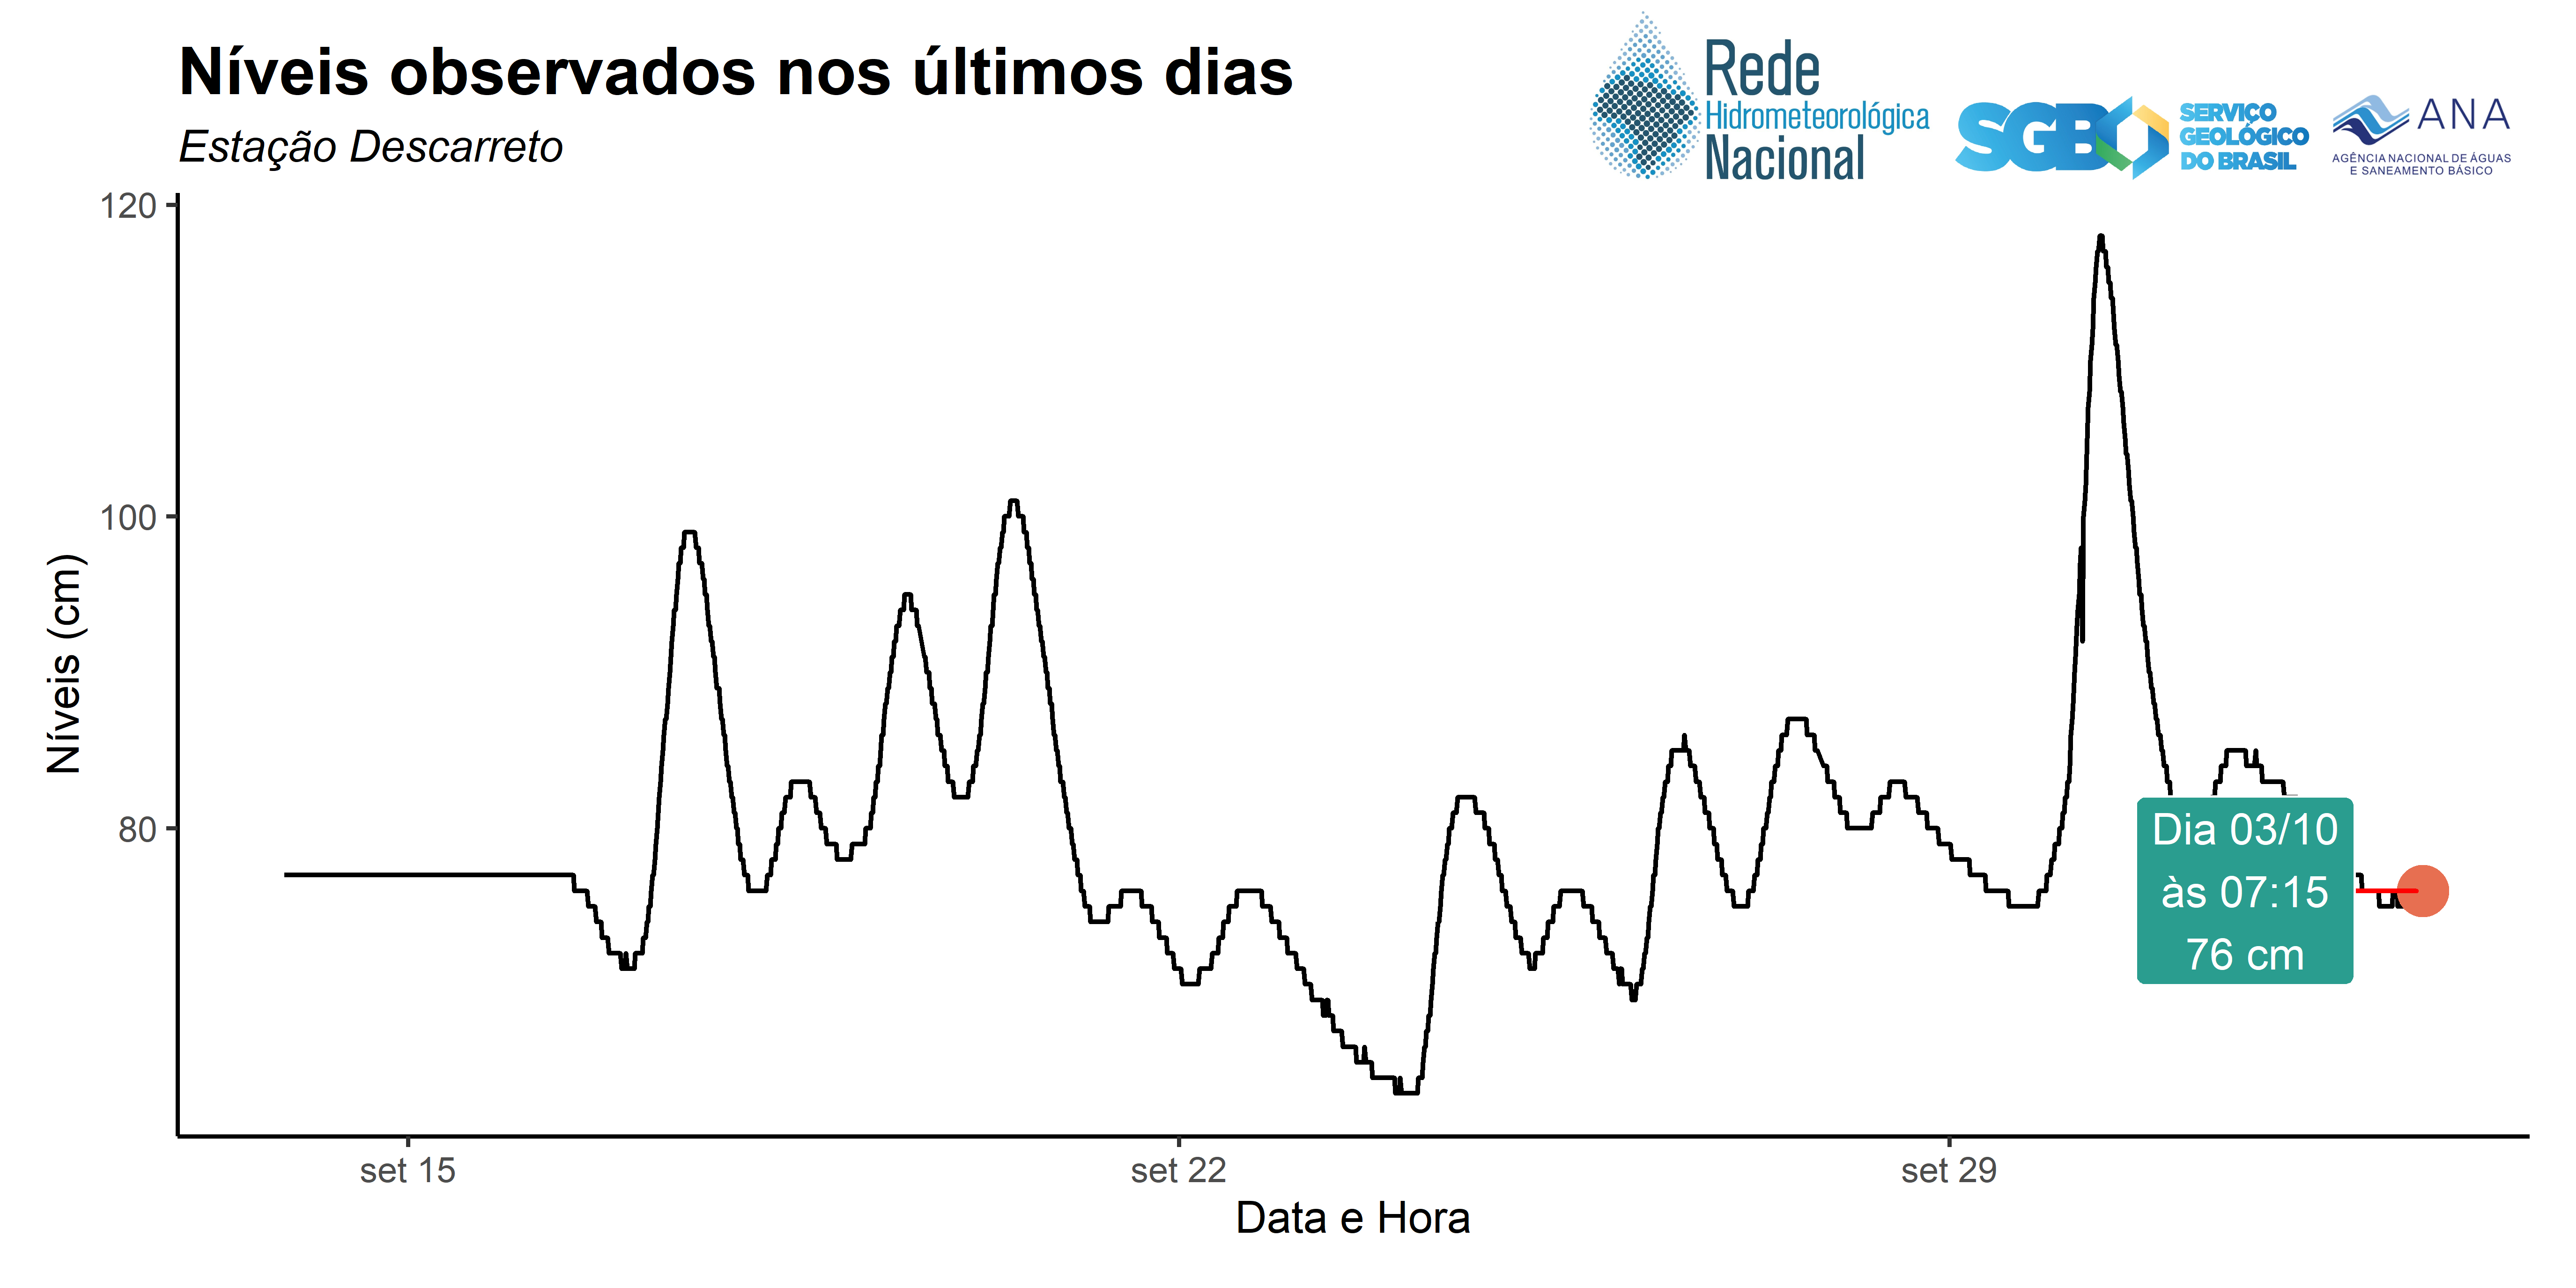 Níveis observados nos últimos dias
Estação Descarreto
Rede
Hidrometeorológica
Nacional
SGB
SERVIÇO
GEOLÓGICO
DO BRASIL
ANA
AGÊNCIA NACIONAL DE ÁGUAS
E SANEAMENTO BÁSICO
120
100
80
Níveis (cm)
Dia 03/10
às 07:15
76 cm
set 15
set 22
set 29
Data e Hora